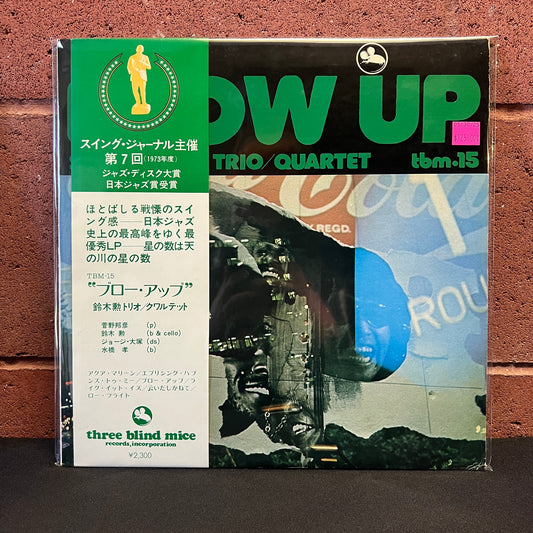 スイング・ジャーナル主催
第7回(1973年度)
ジャズ・ディスク大賞
日本ジャズ賞受賞
ほとばしる戦慄のスイ
ング感——日本ジャズ
史上の最高峰をゆく最
優秀LP——星の数は天
の川の星の数
TBM-15
“ブロー・アップ”
鈴木勲トリオ/クワルテット
菅野邦彦 (p)
鈴木 勲 (b & cello)
ジョージ・大塚 (ds)
水橋 孝 (b)
アクア・マリーン/エブリシング・ハプ
ンズ・トゥ・ミー/ブロー・アップ/ラ
イク・イット・イズ/云いだしかねて/
ロー・フライト
three blind mice
records, incorporation
¥2,300
OW UP
TRIO/QUARTET
tbm-15
REGD.
ROU